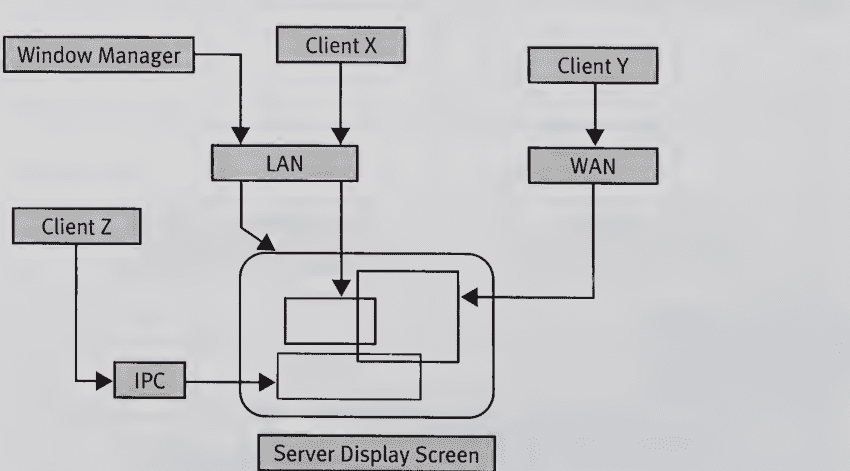 Window Manager
Client X
Client Y
LAN
WAN
Client Z
IPC
Server Display Screen